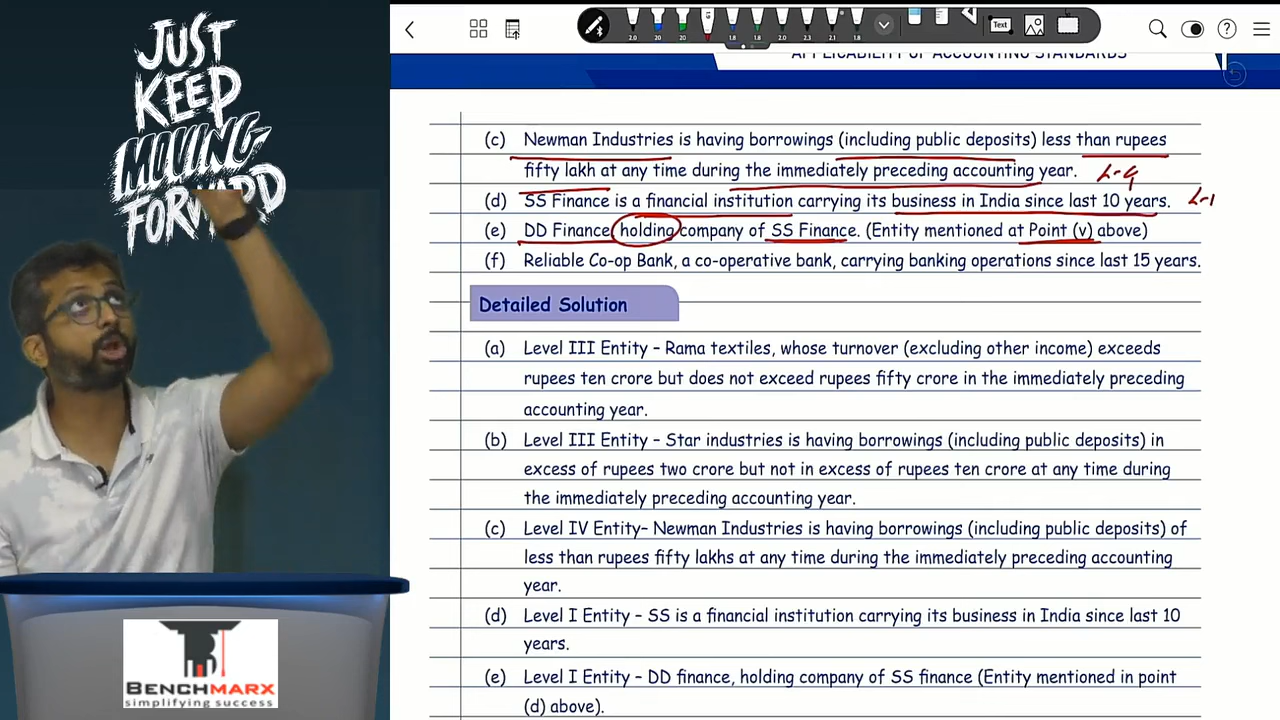 JUST
KEEP
MOVING
FORWARD
Text
APPLICABILITY OF ACCOUNTING STANDARDS
(c) Newman Industries is having borrowings (including public deposits) less than rupees
fifty lakh at any time during the immediately preceding accounting year. L-4
(d) SS Finance is a financial institution carrying its business in India since last 10 years. L-1
(e) DD Finance holding company of SS Finance. (Entity mentioned at Point (v) above)
(f) Reliable Co-op Bank, a co-operative bank, carrying banking operations since last 15 years.
Detailed Solution
(a) Level III Entity – Rama textiles, whose turnover (excluding other income) exceeds
rupees ten crore but does not exceed rupees fifty crore in the immediately preceding
accounting year.
(b) Level III Entity – Star industries is having borrowings (including public deposits) in
excess of rupees two crore but not in excess of rupees ten crore at any time during
the immediately preceding accounting year.
(c) Level IV Entity– Newman Industries is having borrowings (including public deposits) of
less than rupees fifty lakhs at any time during the immediately preceding accounting
year.
(d) Level I Entity – SS is a financial institution carrying its business in India since last 10
years.
(e) Level I Entity – DD finance, holding company of SS finance (Entity mentioned in point
(d) above).
BENCHMARX
simplifying success